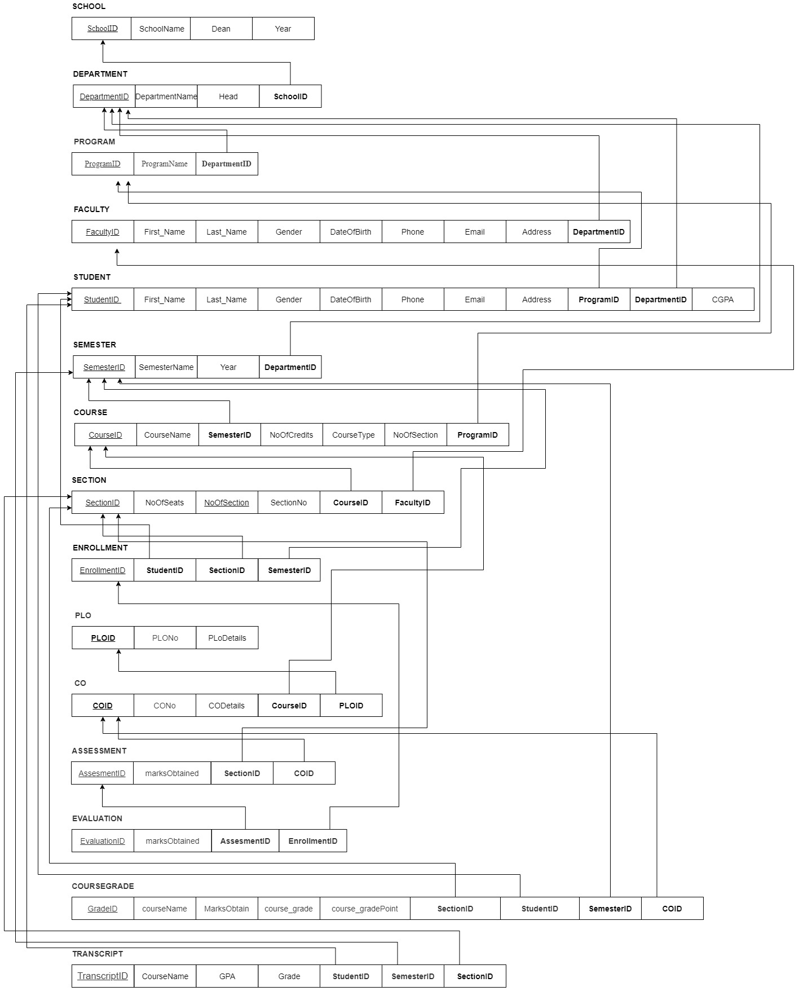 SCHOOL
SchoolID SchoolName Dean Year
DEPARTMENT
DepartmentID DepartmentName Head SchoolID
PROGRAM
ProgramID ProgramName DepartmentID
FACULTY
FacultyID First_Name Last_Name Gender DateOfBirth Phone Email Address DepartmentID
STUDENT
StudentID First_Name Last_Name Gender DateOfBirth Phone Email Address ProgramID DepartmentID CGPA
SEMESTER
SemesterID SemesterName Year DepartmentID
COURSE
CourseID CourseName SemesterID NoOfCredits CourseType NoOfSection ProgramID
SECTION
SectionID NoOfSeats NoOfSection SectionNo CourseID FacultyID
ENROLLMENT
EnrollmentID StudentID SectionID SemesterID
PLO
PLOID PLONo PLoDetails
CO
COID CONo CODetails CourseID PLOID
ASSESSMENT
AssesmentID marksObtained SectionID COID
EVALUATION
EvaluationID marksObtained AssesmentID EnrollmentID
COURSEGRADE
GradeID courseName MarksObtain course_grade course_gradePoint SectionID StudentID SemesterID COID
TRANSCRIPT
TranscriptID CourseName GPA Grade StudentID SemesterID SectionID